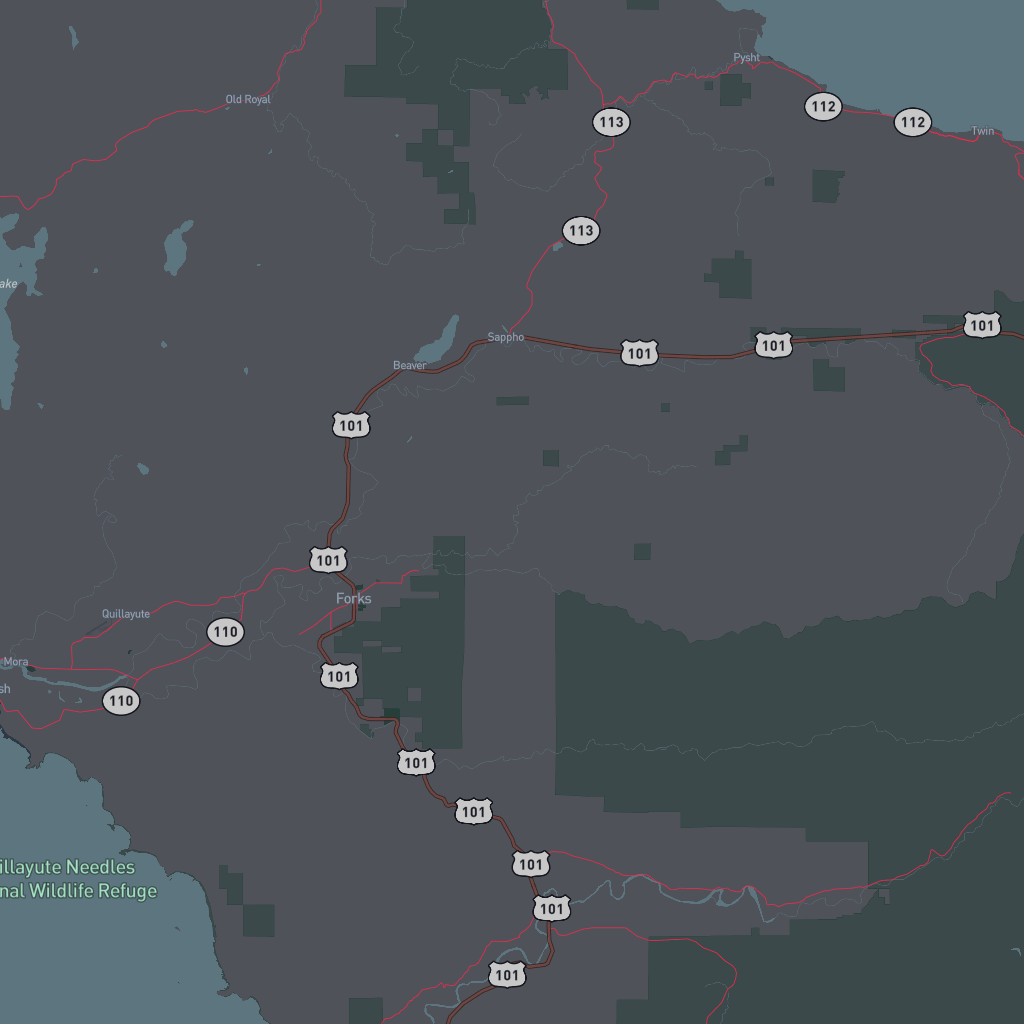 Pysht
Old Royal
112
112
113
Twin
113
ake
Sappho
101
101
101
Beaver
101
101
Forks
Quillayute
110
Mora
101
sh
110
101
101
101
illayute Needles
nal Wildlife Refuge
101
101